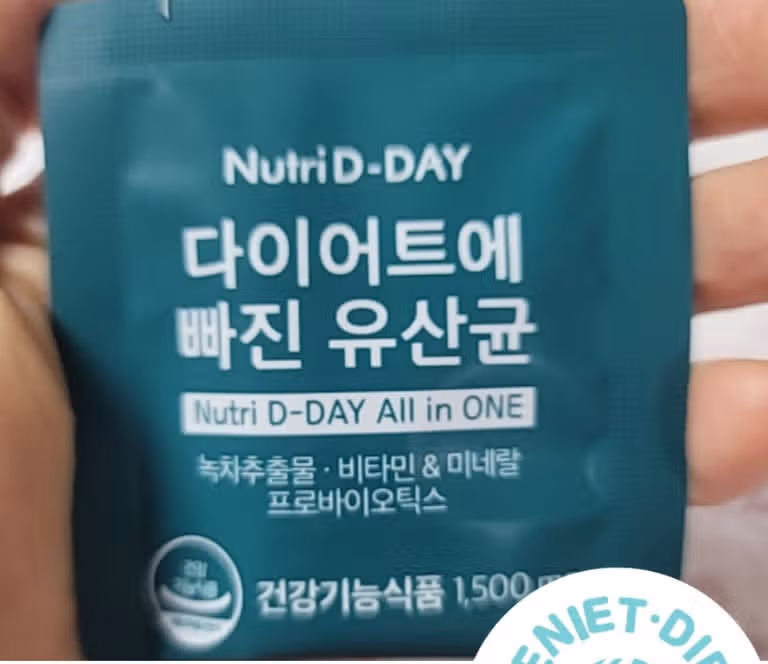 Nutri D-DAY
다이어트에
빠진 유산균
Nutri D-DAY All in ONE
녹차추출물 · 비타민 & 미네랄
프로바이오틱스
건강기능식품 1,500
ENIET·DI